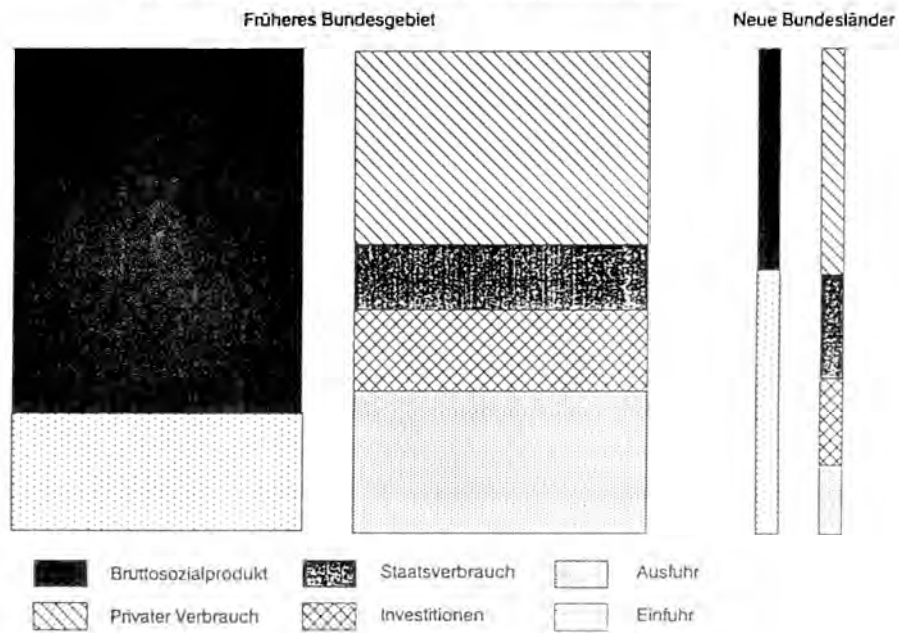 Früheres Bundesgebiet
Neue Bundesländer
Bruttosozialprodukt
Staatsverbrauch
Ausfuhr
Privater Verbrauch
Investitionen
Einfuhr